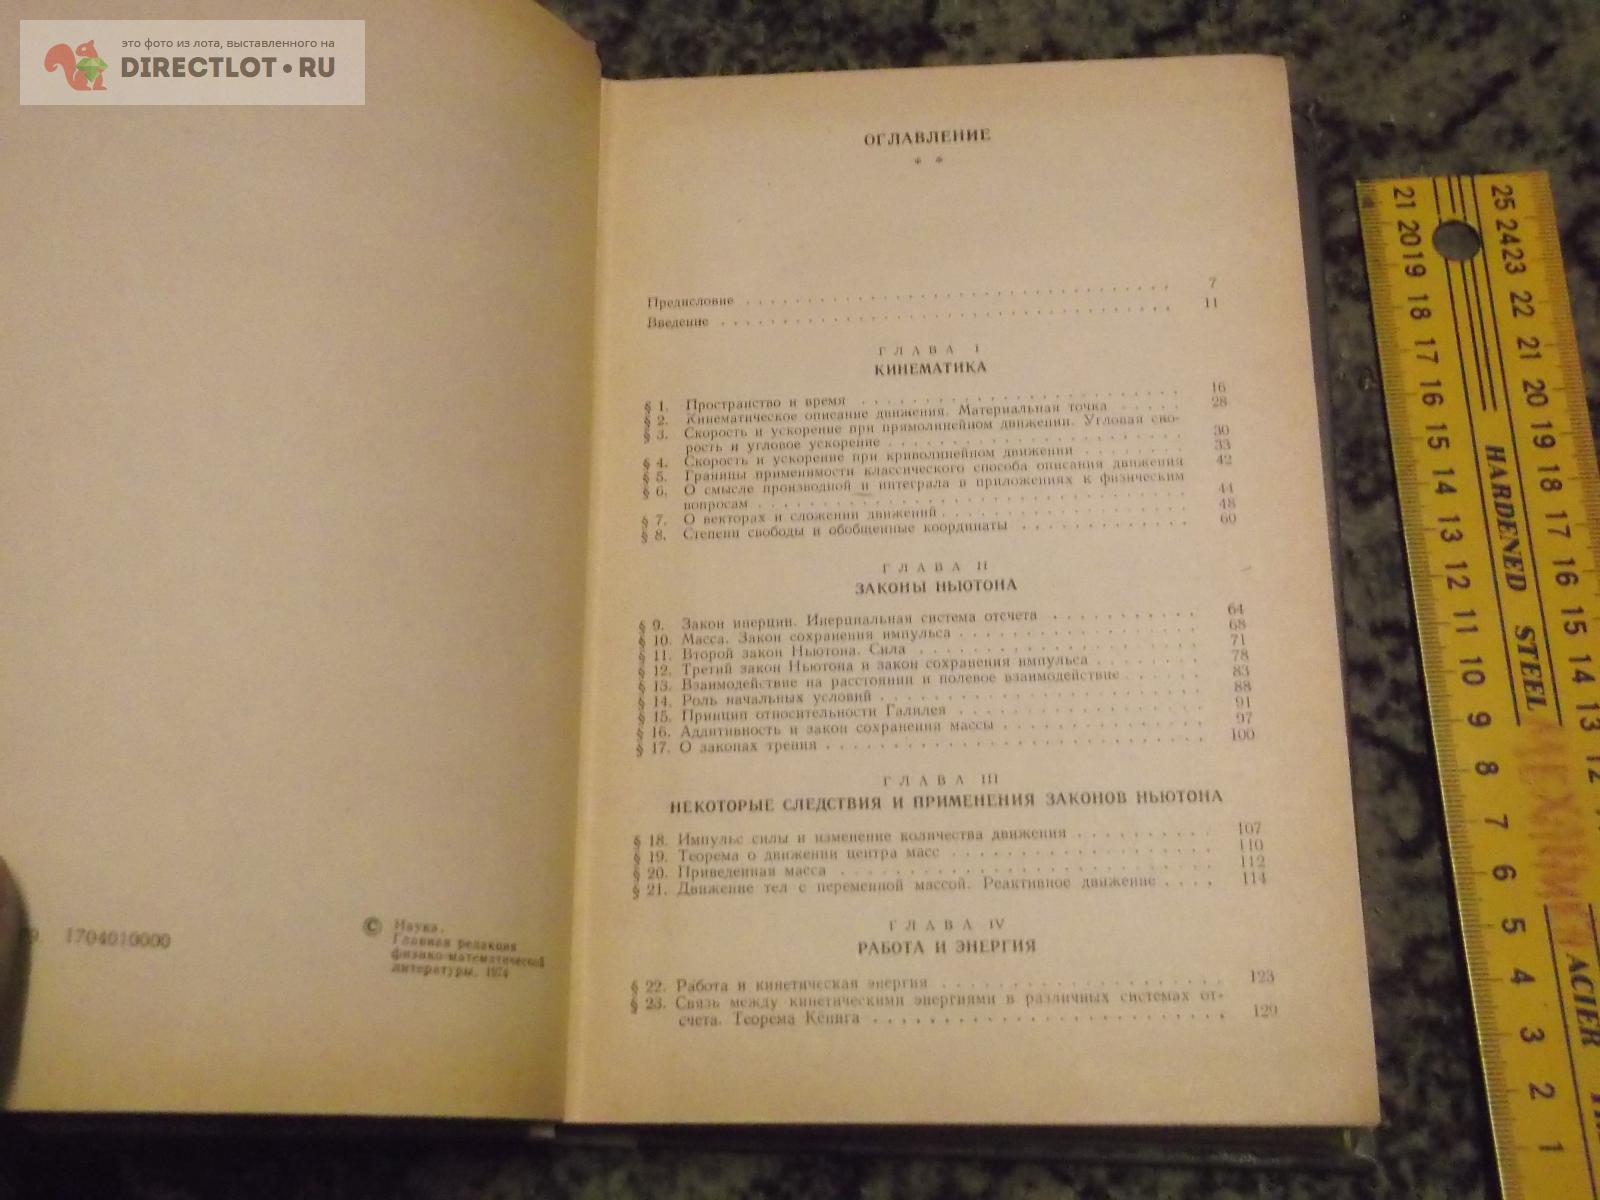 это фото из лота, выставленного на
DIRECTLOT.RU
1704010000
© Наука.
Главная редакция
физико-математической
литературы, 1974
ОГЛАВЛЕНИЕ
* *
Предисловие 7
Введение 11
ГЛАВА I
КИНЕМАТИКА
§ 1. Пространство и время 16
§ 2. Кинематическое описание движения. Материальная точка 28
§ 3. Скорость и ускорение при прямолинейном движении. Угловая ско-
рость и угловое ускорение 30
§ 4. Скорость и ускорение при криволинейном движении 33
§ 5. Границы применимости классического способа описания движения 42
§ 6. О смысле производной и интеграла в приложениях к физическим
вопросам 44
§ 7. О векторах и сложении движений 48
§ 8. Степени свободы и обобщенные координаты 60
ГЛАВА II
ЗАКОНЫ НЬЮТОНА
§ 9. Закон инерции. Инерциальная система отсчета 64
§ 10. Масса. Закон сохранения импульса 68
§ 11. Второй закон Ньютона. Сила 71
§ 12. Третий закон Ньютона и закон сохранения импульса 78
§ 13. Взаимодействие на расстоянии и полевое взаимодействие 83
§ 14. Роль начальных условий 88
§ 15. Принцип относительности Галилея 91
§ 16. Аддитивность и закон сохранения массы 97
§ 17. О законах трения 100
ГЛАВА III
НЕКОТОРЫЕ СЛЕДСТВИЯ И ПРИМЕНЕНИЯ ЗАКОНОВ НЬЮТОНА
§ 18. Импульс силы и изменение количества движения 107
§ 19. Теорема о движении центра масс 110
§ 20. Приведенная масса 112
§ 21. Движение тел с переменной массой. Реактивное движение 114
ГЛАВА IV
РАБОТА И ЭНЕРГИЯ
§ 22. Работа и кинетическая энергия 123
§ 23. Связь между кинетическими энергиями в различных системах от-
счета. Теорема Кёнига 129
21 20 19 18 17 16 15 14 13 12 11 10 9 8 7 6 5 4 3 2 1
25 24 23 22 21 20 19 18 17 16 15 14 13 12
HARDENED STEEL
ACIER